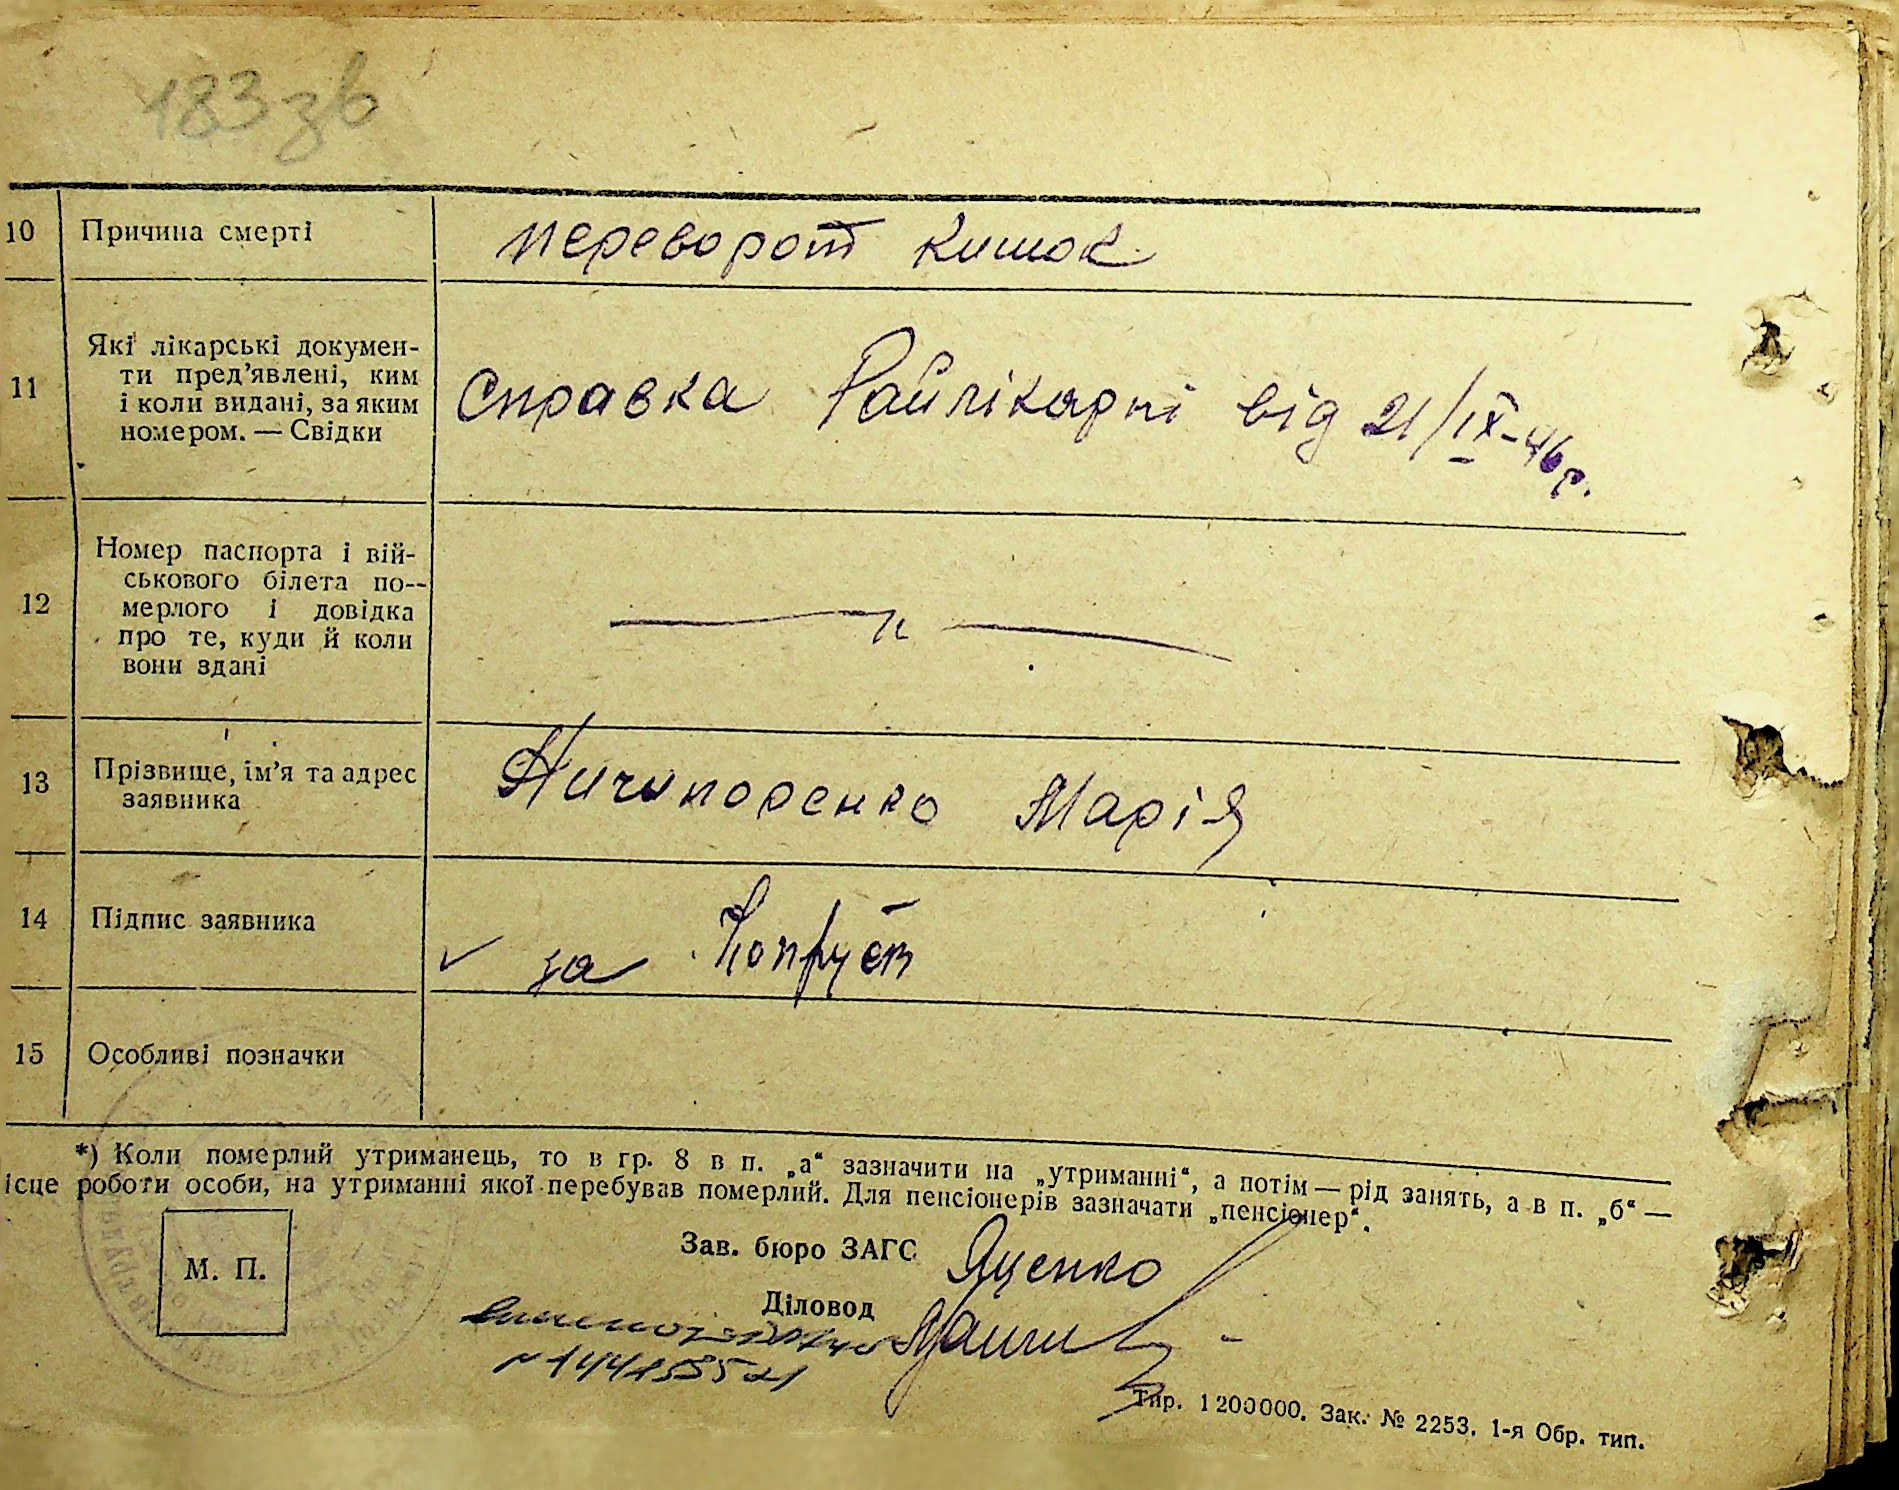 183 зв
10 Причина смерті переворот кишок
11 Які лікарські докумен-
ти пред’явлені, ким
і коли видані, за яким
номером. — Свідки
Справка Райлікарні від 21/IX-46р.
12 Номер паспорта і вій-
ськового білета по--
мерлого і довідка
про те, куди й коли
вони здані
— „ —
13 Прізвище, ім’я та адрес
заявника
Ничипоренко Марія
14 Підпис заявника
✓ за
15 Особливі позначки
*) Коли померлий утриманець, то в гр. 8 в п. „а“ зазначити на „утриманні“, а потім — рід занять, а в п. „б“ —
ісце роботи особи, на утриманні якої перебував померлий. Для пенсіонерів зазначати „пенсіонер“.
М. П.
Зав. бюро ЗАГС Яценко
Діловод
Тир. 1200000. Зак. № 2253. 1-я Обр. тип.